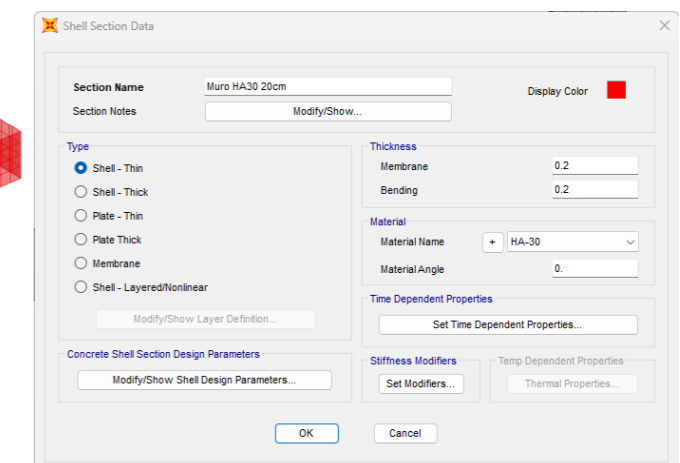 Shell Section Data
Section Name
Muro HA30 20cm
Display Color
Section Notes
Modify/Show...
Type
Shell - Thin
Shell - Thick
Plate - Thin
Plate Thick
Membrane
Shell - Layered/Nonlinear
Modify/Show Layer Definition...
Concrete Shell Section Design Parameters
Modify/Show Shell Design Parameters...
Thickness
Membrane
0.2
Bending
0.2
Material
Material Name
+
HA-30
Material Angle
0.
Time Dependent Properties
Set Time Dependent Properties...
Stiffness Modifiers
Set Modifiers...
Temp Dependent Properties
Thermal Properties...
OK
Cancel